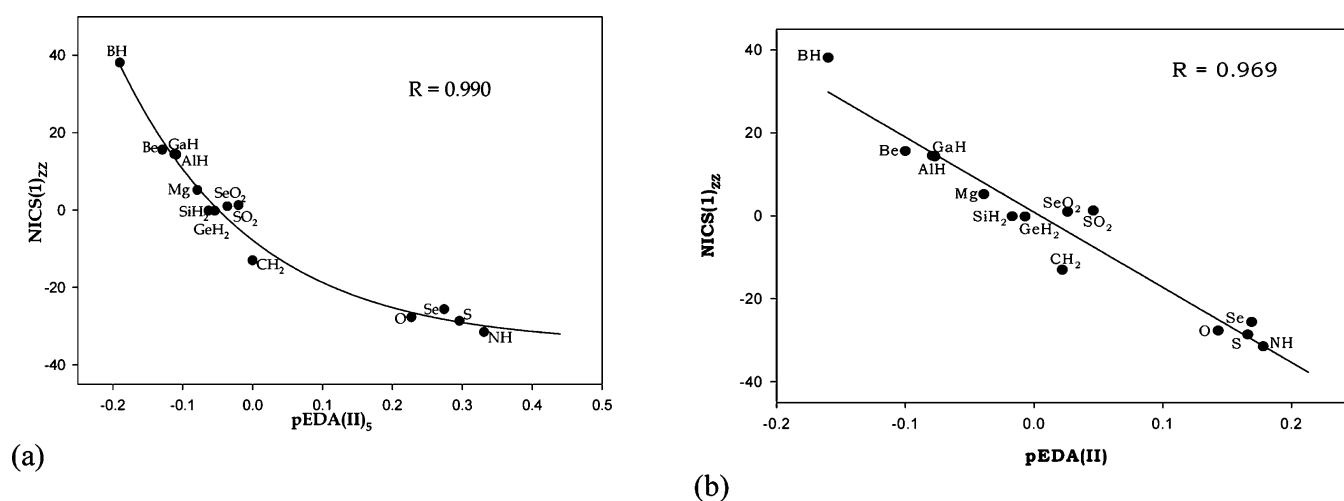 40
20
0
-20
-40
NICS(1)zz
BH
R = 0.990
Be
GaH
AlH
Mg
SeO₂
SiH₂
SO₂
GeH₂
CH₂
Se
S
O
NH
-0.2 -0.1 0.0 0.1 0.2 0.3 0.4 0.5
pEDA(II)₅
(a)
40
20
0
-20
-40
NICS(1)zz
BH
R = 0.969
Be
GaH
AlH
Mg
SeO₂
SiH₂
GeH₂
SO₂
CH₂
Se
O
S
NH
-0.2 -0.1 0.0 0.1 0.2
pEDA(II)
(b)